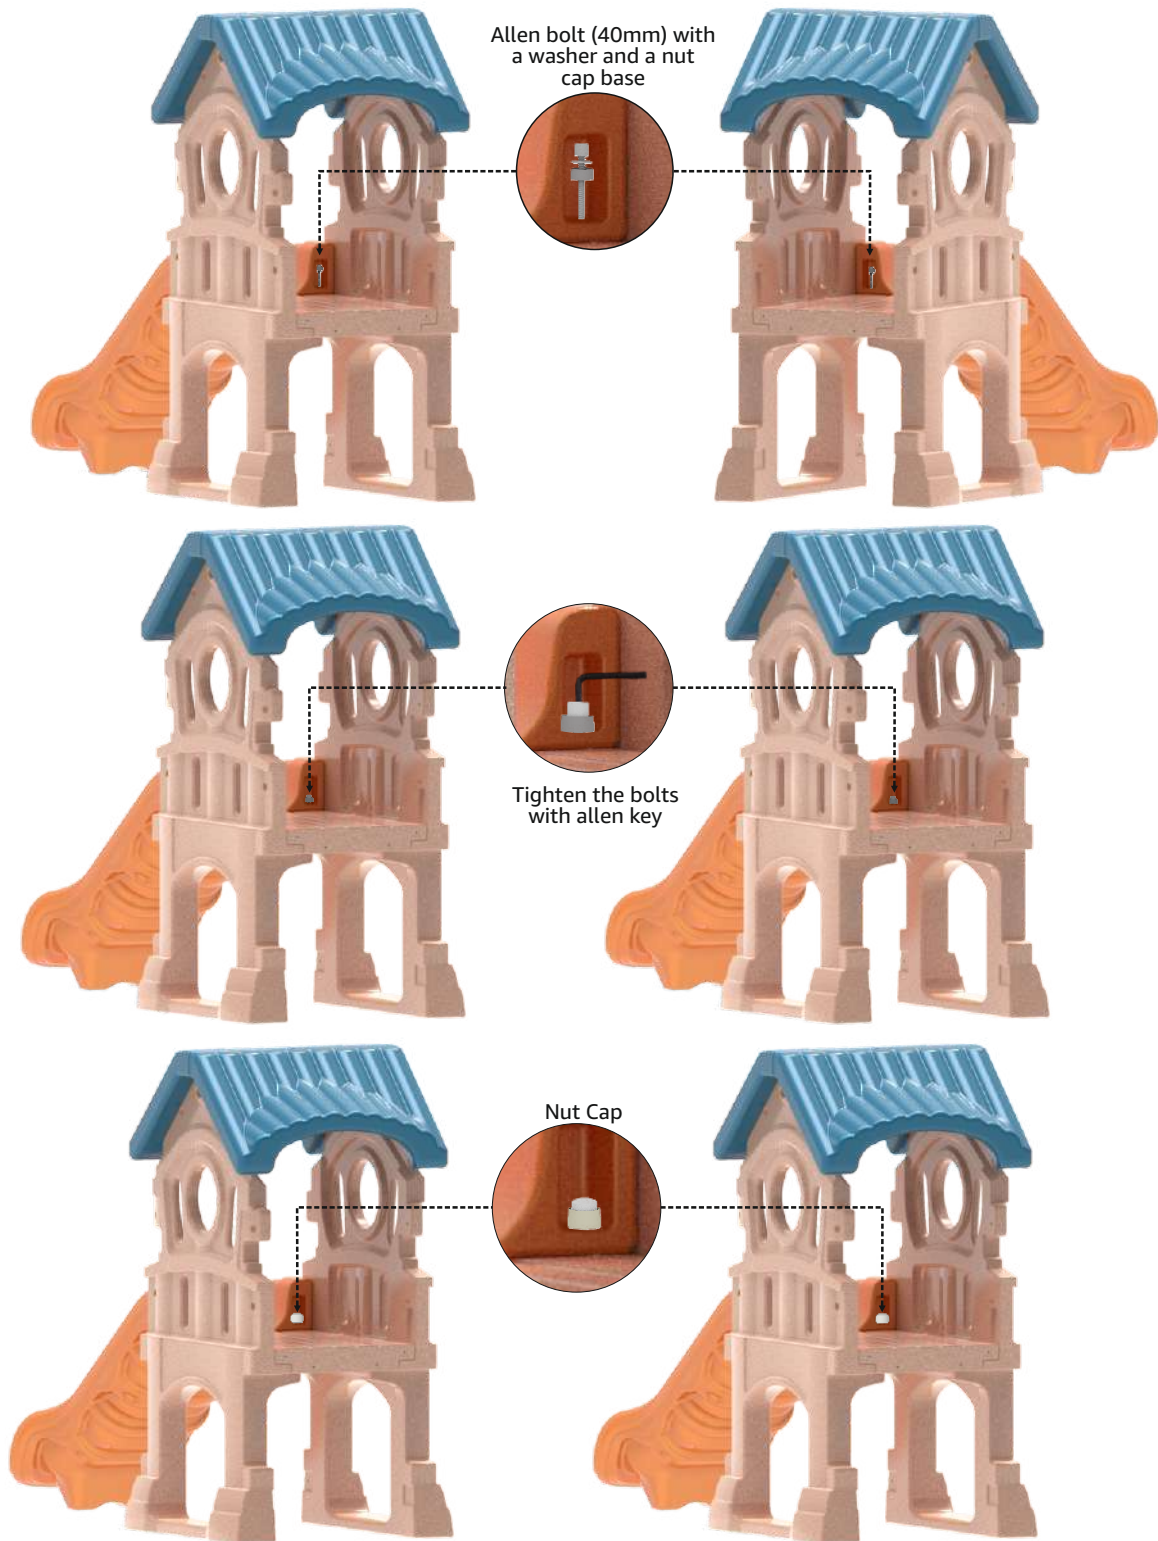 Allen bolt (40mm) with
a washer and a nut
cap base
Tighten the bolts
with allen key
Nut Cap